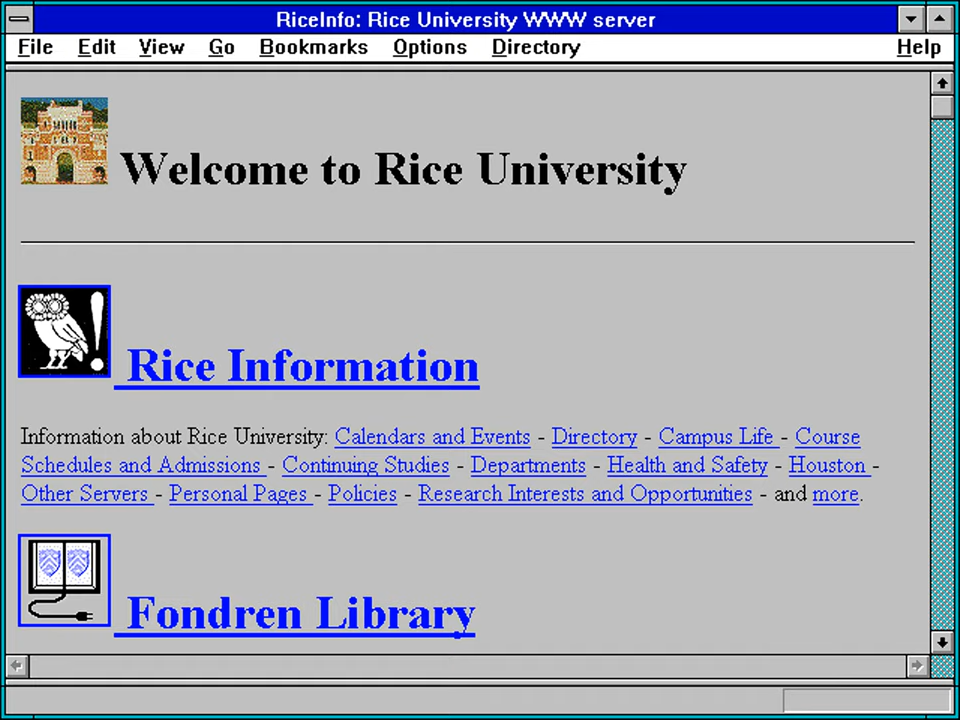 RiceInfo: Rice University WWW server
File Edit View Go Bookmarks Options Directory Help
Welcome to Rice University
Rice Information
Information about Rice University: Calendars and Events - Directory - Campus Life - Course
Schedules and Admissions - Continuing Studies - Departments - Health and Safety - Houston -
Other Servers - Personal Pages - Policies - Research Interests and Opportunities - and more.
Fondren Library